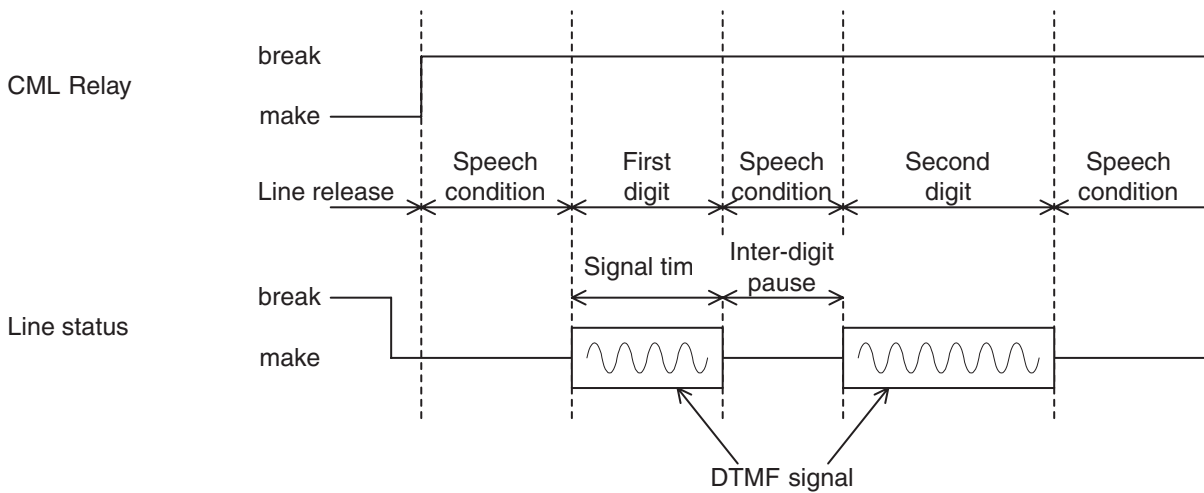 break
CML Relay
make
Speech
condition
First
digit
Speech
condition
Second
digit
Speech
condition
Line release
Signal tim
Inter-digit
pause
break
Line status
make
DTMF signal